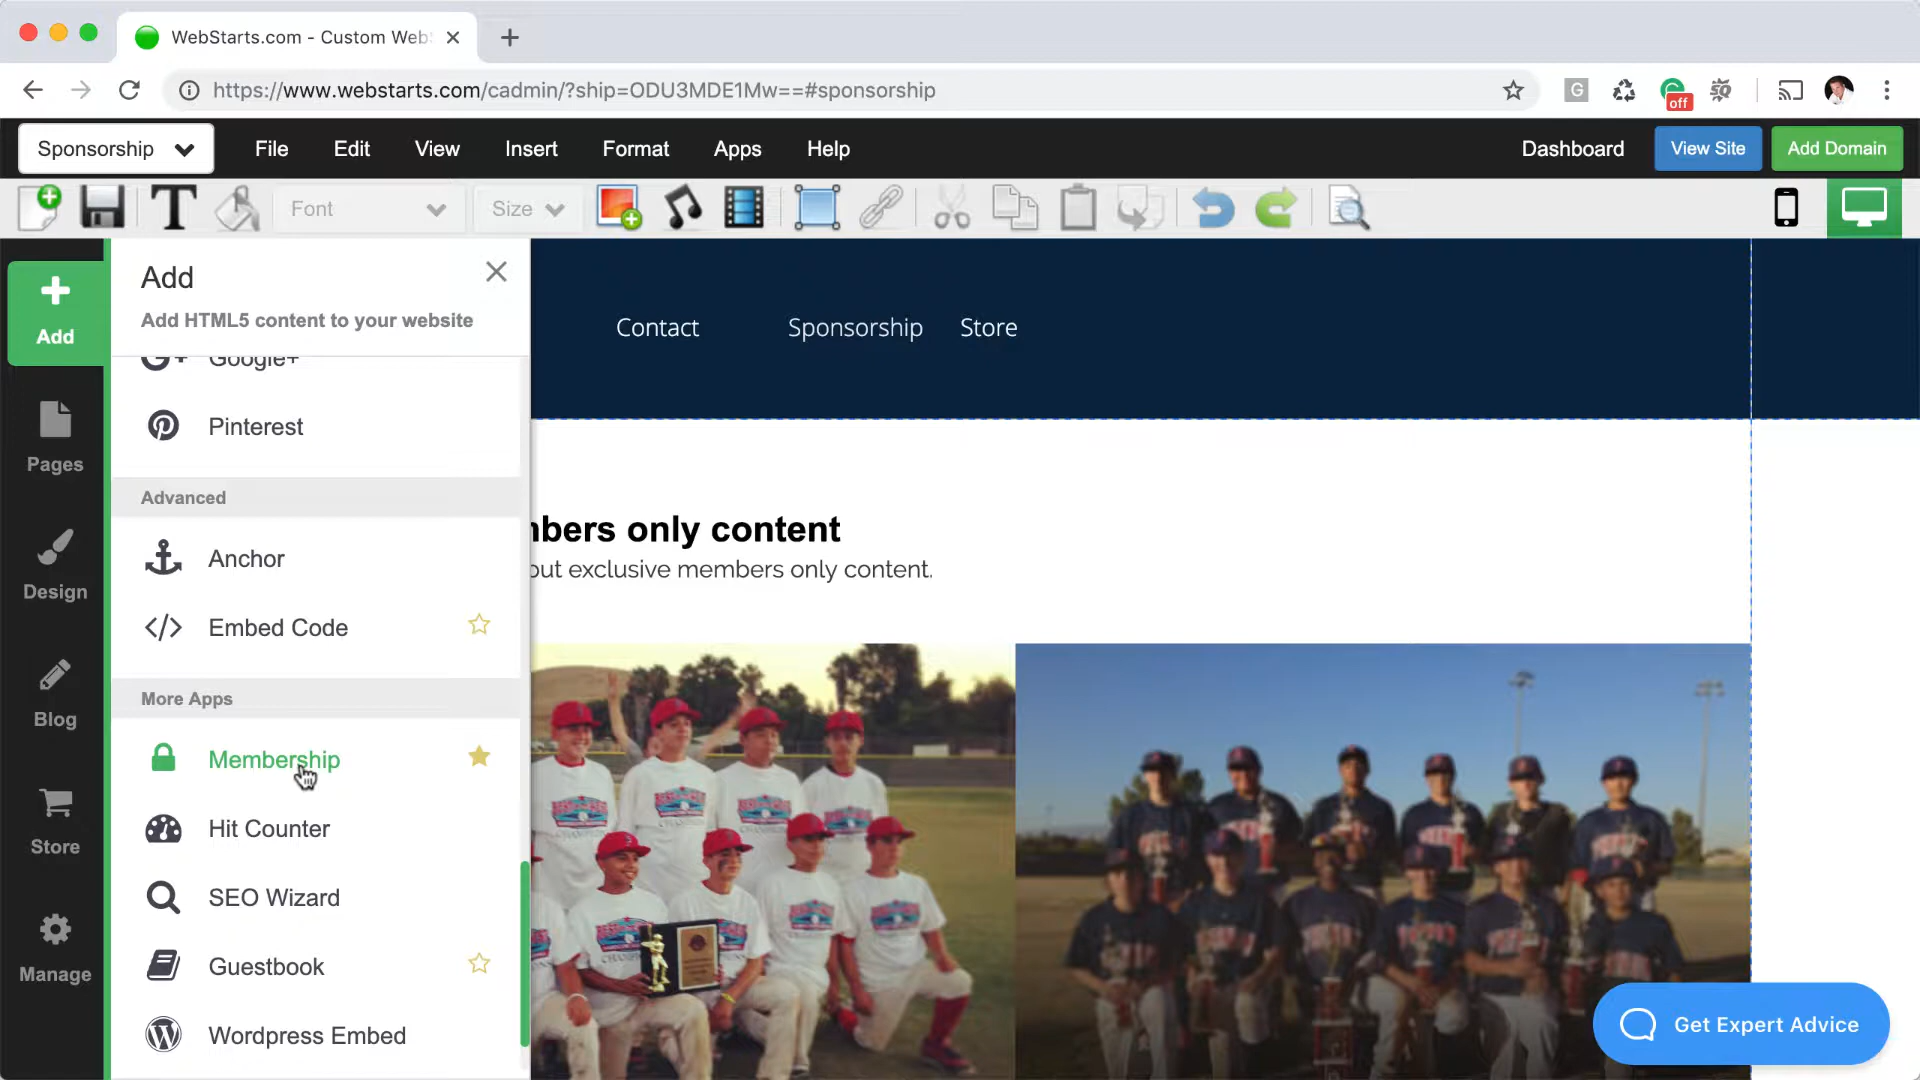 WebStarts.com - Custom Web
https://www.webstarts.com/cadmin/?ship=ODU3MDE1Mw==#sponsorship
G
off
Sponsorship File Edit View Insert Format Apps Help Dashboard View Site Add Domain
T Font Size
Add
Add HTML5 content to your website
Add
Pages
Design
Blog
Store
Manage
Google+
Pinterest
Advanced
Anchor
Embed Code
More Apps
Membership
Hit Counter
SEO Wizard
Guestbook
Wordpress Embed
Contact Sponsorship Store
nbers only content
out exclusive members only content.
Get Expert Advice